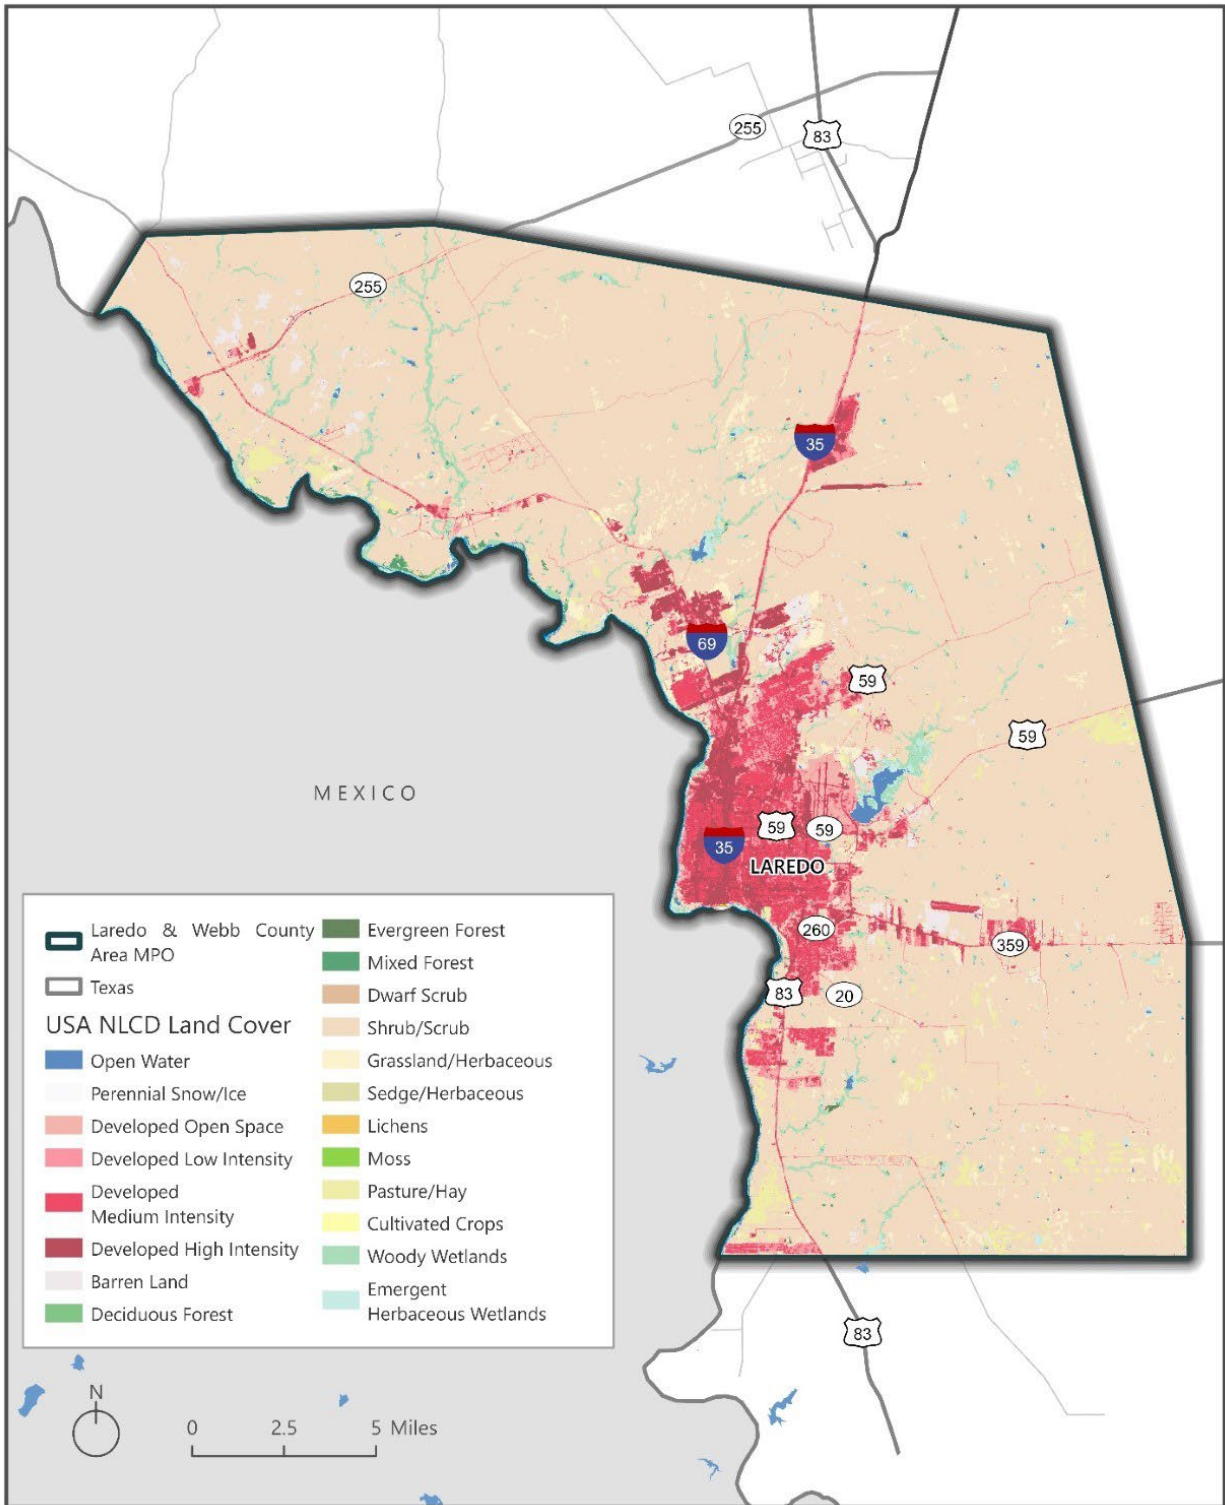 255
83
255
35
69
59
59
MEXICO
59
59
35
LAREDO
260
359
83
20
Laredo & Webb County
Area MPO
Texas
USA NLCD Land Cover
Open Water
Perennial Snow/Ice
Developed Open Space
Developed Low Intensity
Developed
Medium Intensity
Developed High Intensity
Barren Land
Deciduous Forest
Evergreen Forest
Mixed Forest
Dwarf Scrub
Shrub/Scrub
Grassland/Herbaceous
Sedge/Herbaceous
Lichens
Moss
Pasture/Hay
Cultivated Crops
Woody Wetlands
Emergent
Herbaceous Wetlands
83
N
0 2.5 5 Miles